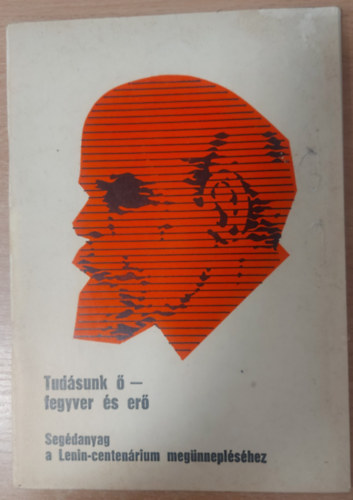 Tudásunk ő —
fegyver és erő
Segédanyag
a Lenin-centenárium megünnepléséhez